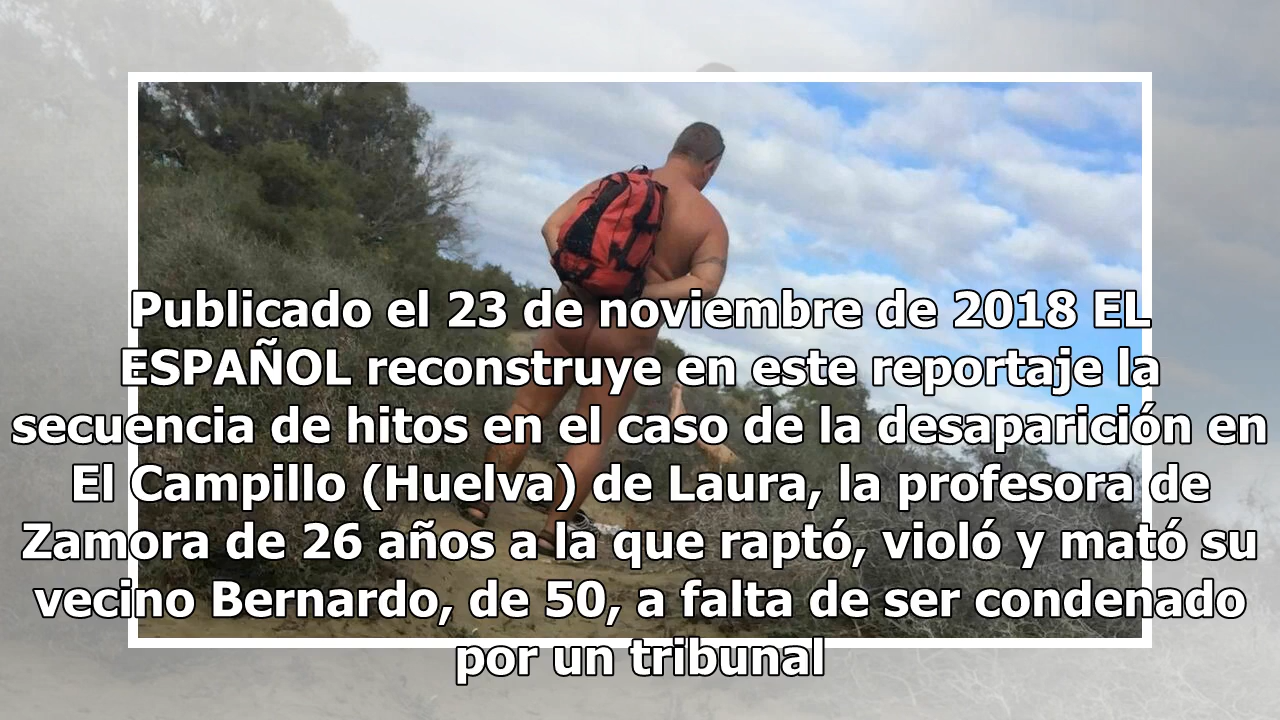 Publicado el 23 de noviembre de 2018 EL
ESPAÑOL reconstruye en este reportaje la
secuencia de hitos en el caso de la desaparición en
El Campillo (Huelva) de Laura, la profesora de
Zamora de 26 años a la que raptó, violó y mató su
vecino Bernardo, de 50, a falta de ser condenado
por un tribunal